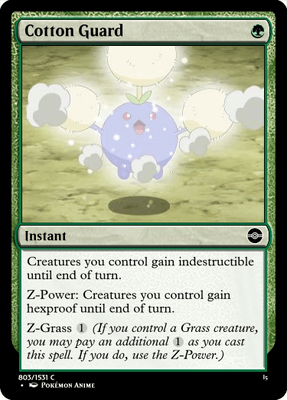 Cotton Guard
Instant
Creatures you control gain indestructible
until end of turn.
Z-Power: Creatures you control gain
hexproof until end of turn.
Z-Grass 1 (If you control a Grass creature,
you may pay an additional 1 as you cast
this spell. If you do, use the Z-Power.)
803/1531 C
Is
• Pokémon Anime